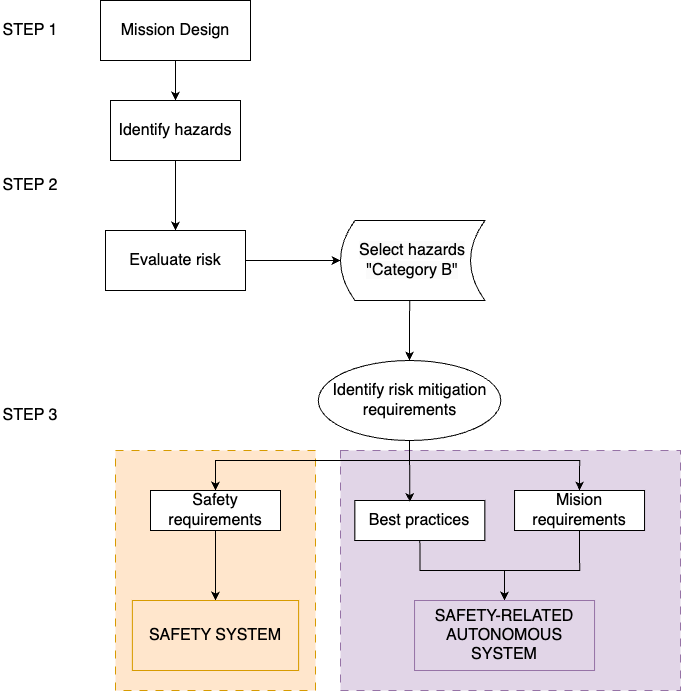 STEP 1
Mission Design
Identify hazards
STEP 2
Evaluate risk
Select hazards
"Category B"
Identify risk mitigation
requirements
STEP 3
Safety
requirements
Best practices
Mision
requirements
SAFETY SYSTEM
SAFETY-RELATED
AUTONOMOUS
SYSTEM